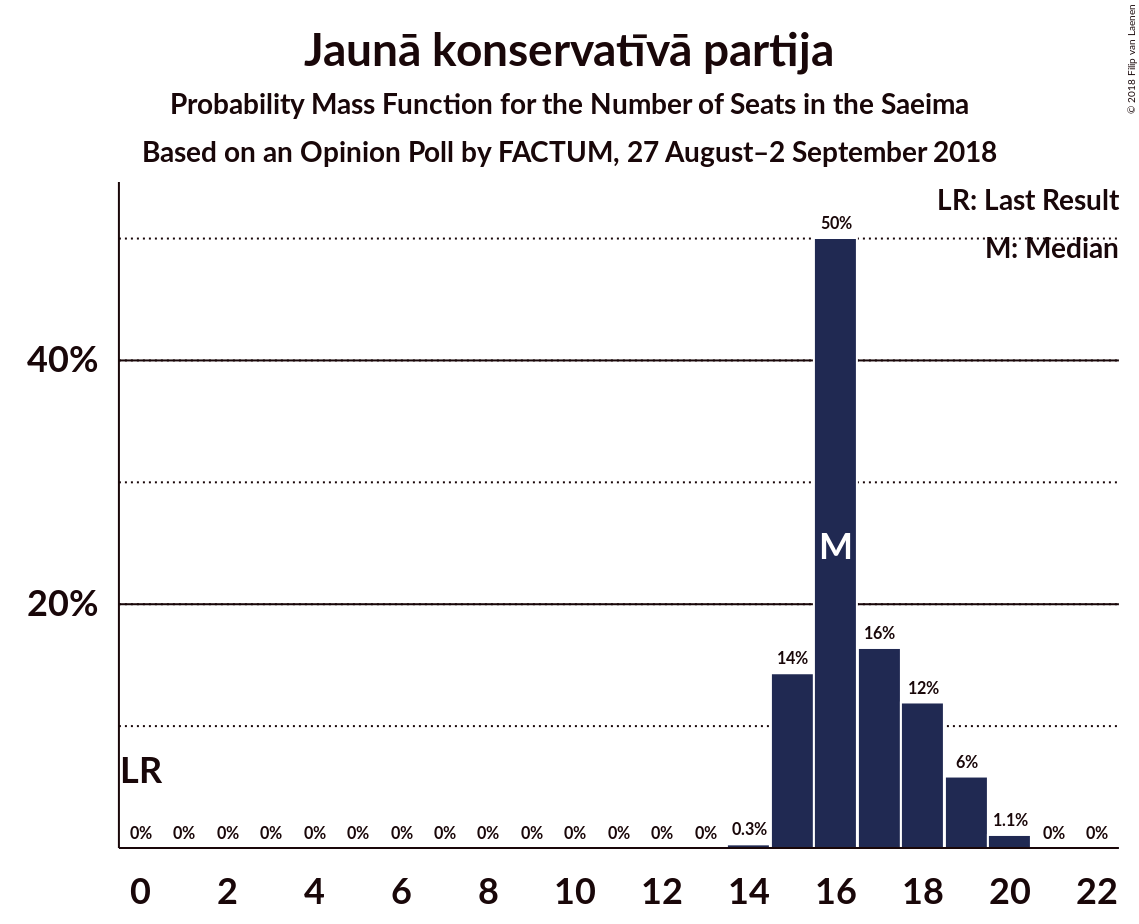 Jaunā konservatīvā partija
Probability Mass Function for the Number of Seats in the Saeima
Based on an Opinion Poll by FACTUM, 27 August–2 September 2018
© 2018 Filip van Laenen
LR: Last Result
M: Median
50%
40%
M
20%
16%
14%
12%
6%
LR
0% 0% 0% 0% 0% 0% 0% 0% 0% 0% 0% 0% 0% 0% 0.3% 1.1% 0% 0%
0 2 4 6 8 10 12 14 16 18 20 22